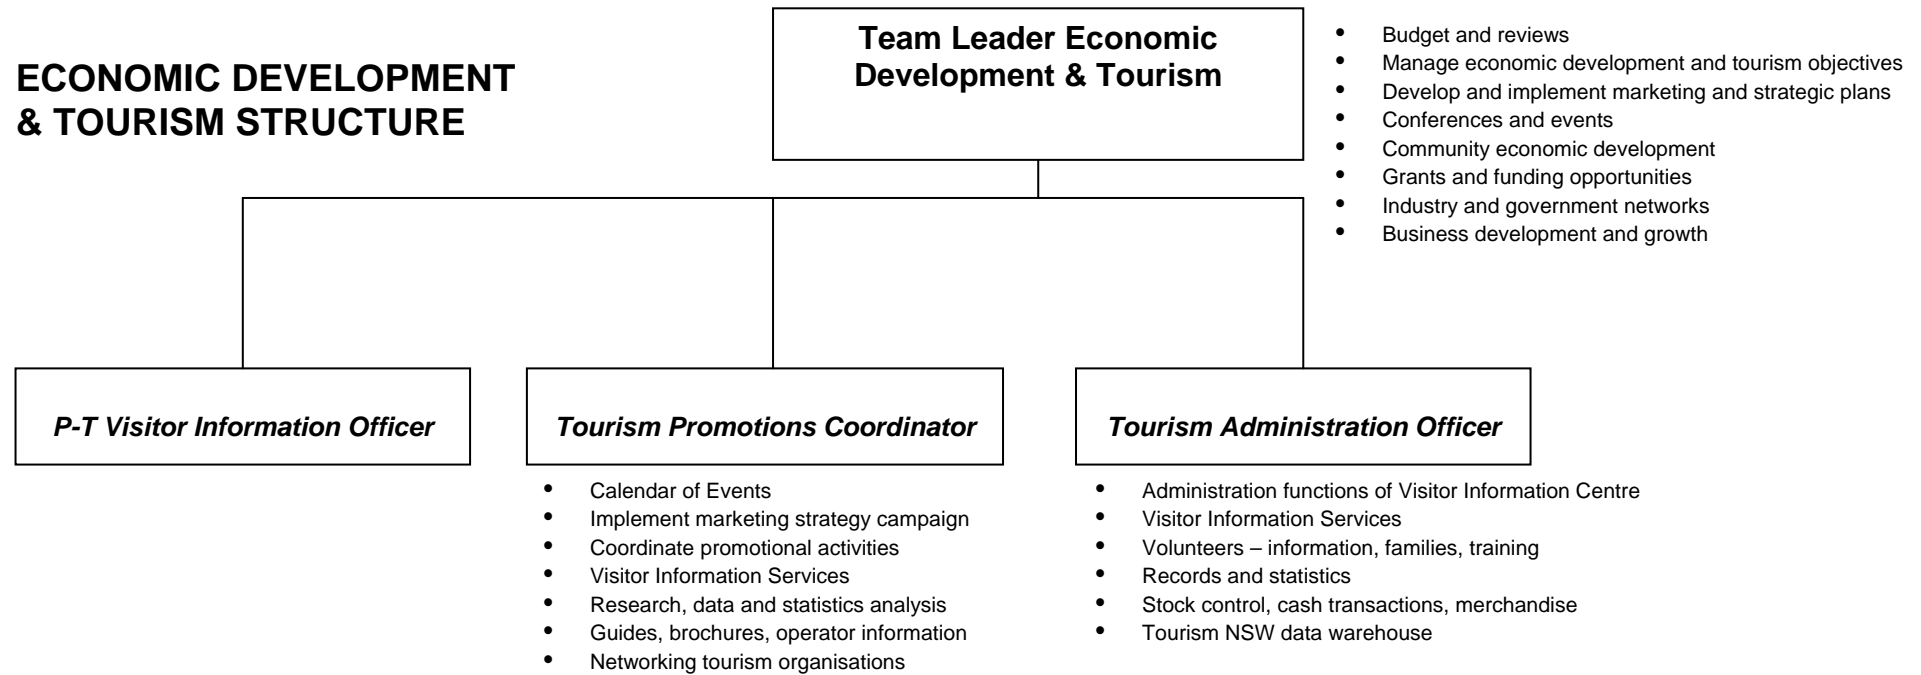 ECONOMIC DEVELOPMENT
& TOURISM STRUCTURE
Team Leader Economic
Development & Tourism
• Budget and reviews
• Manage economic development and tourism objectives
• Develop and implement marketing and strategic plans
• Conferences and events
• Community economic development
• Grants and funding opportunities
• Industry and government networks
• Business development and growth
P-T Visitor Information Officer
Tourism Promotions Coordinator
• Calendar of Events
• Implement marketing strategy campaign
• Coordinate promotional activities
• Visitor Information Services
• Research, data and statistics analysis
• Guides, brochures, operator information
• Networking tourism organisations
Tourism Administration Officer
• Administration functions of Visitor Information Centre
• Visitor Information Services
• Volunteers – information, families, training
• Records and statistics
• Stock control, cash transactions, merchandise
• Tourism NSW data warehouse